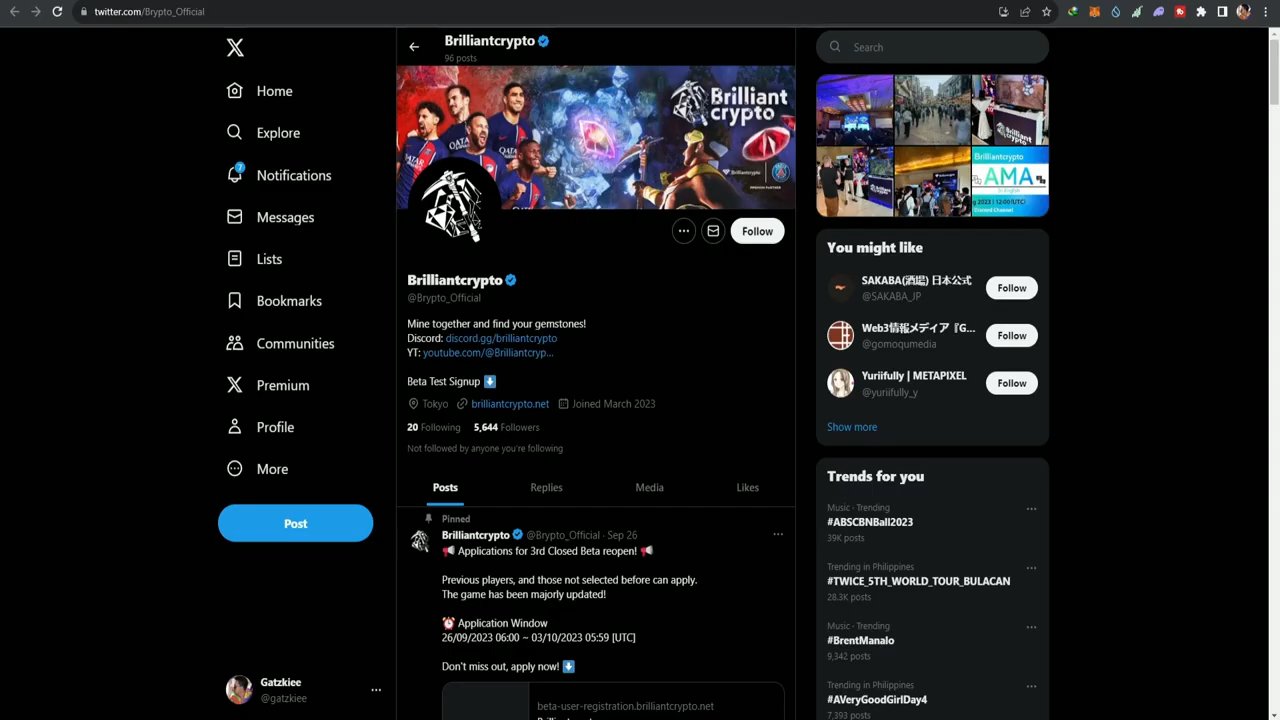 twitter.com/Brypto_Official
Home
Explore
7
Notifications
Messages
Lists
Bookmarks
Communities
Premium
Profile
More
Post
Gatzkiee
@gatzkiee
Brilliantcrypto
96 posts
QATAR
Brilliant
crypto
Brilliantcrypto
Follow
Brilliantcrypto
@Brypto_Official
Mine together and find your gemstones!
Discord: discord.gg/brilliantcrypto
YT: youtube.com/@Brilliantcryp...
Beta Test Signup
Tokyo brilliantcrypto.net Joined March 2023
20 Following 5,644 Followers
Not followed by anyone you're following
Posts Replies Media Likes
Pinned
Brilliantcrypto @Brypto_Official · Sep 26
Applications for 3rd Closed Beta reopen!
Previous players, and those not selected before can apply.
The game has been majorly updated!
Application Window
26/09/2023 06:00 ~ 03/10/2023 05:59 [UTC]
Don't miss out, apply now!
beta-user-registration.brilliantcrypto.net
Search
Brilliantcrypto
AMA
You might like
SAKABA(酒場) 日本公式
@SAKABA_JP
Follow
Web3情報メディア『G...
@gomoqumedia
Follow
Yuriifully | METAPIXEL
@yuriifully_y
Follow
Show more
Trends for you
Music · Trending
#ABSCBNBall2023
39K posts
Trending in Philippines
#TWICE_5TH_WORLD_TOUR_BULACAN
28.3K posts
Music · Trending
#BrentManalo
9,342 posts
Trending in Philippines
#AVeryGoodGirlDay4
7,393 posts